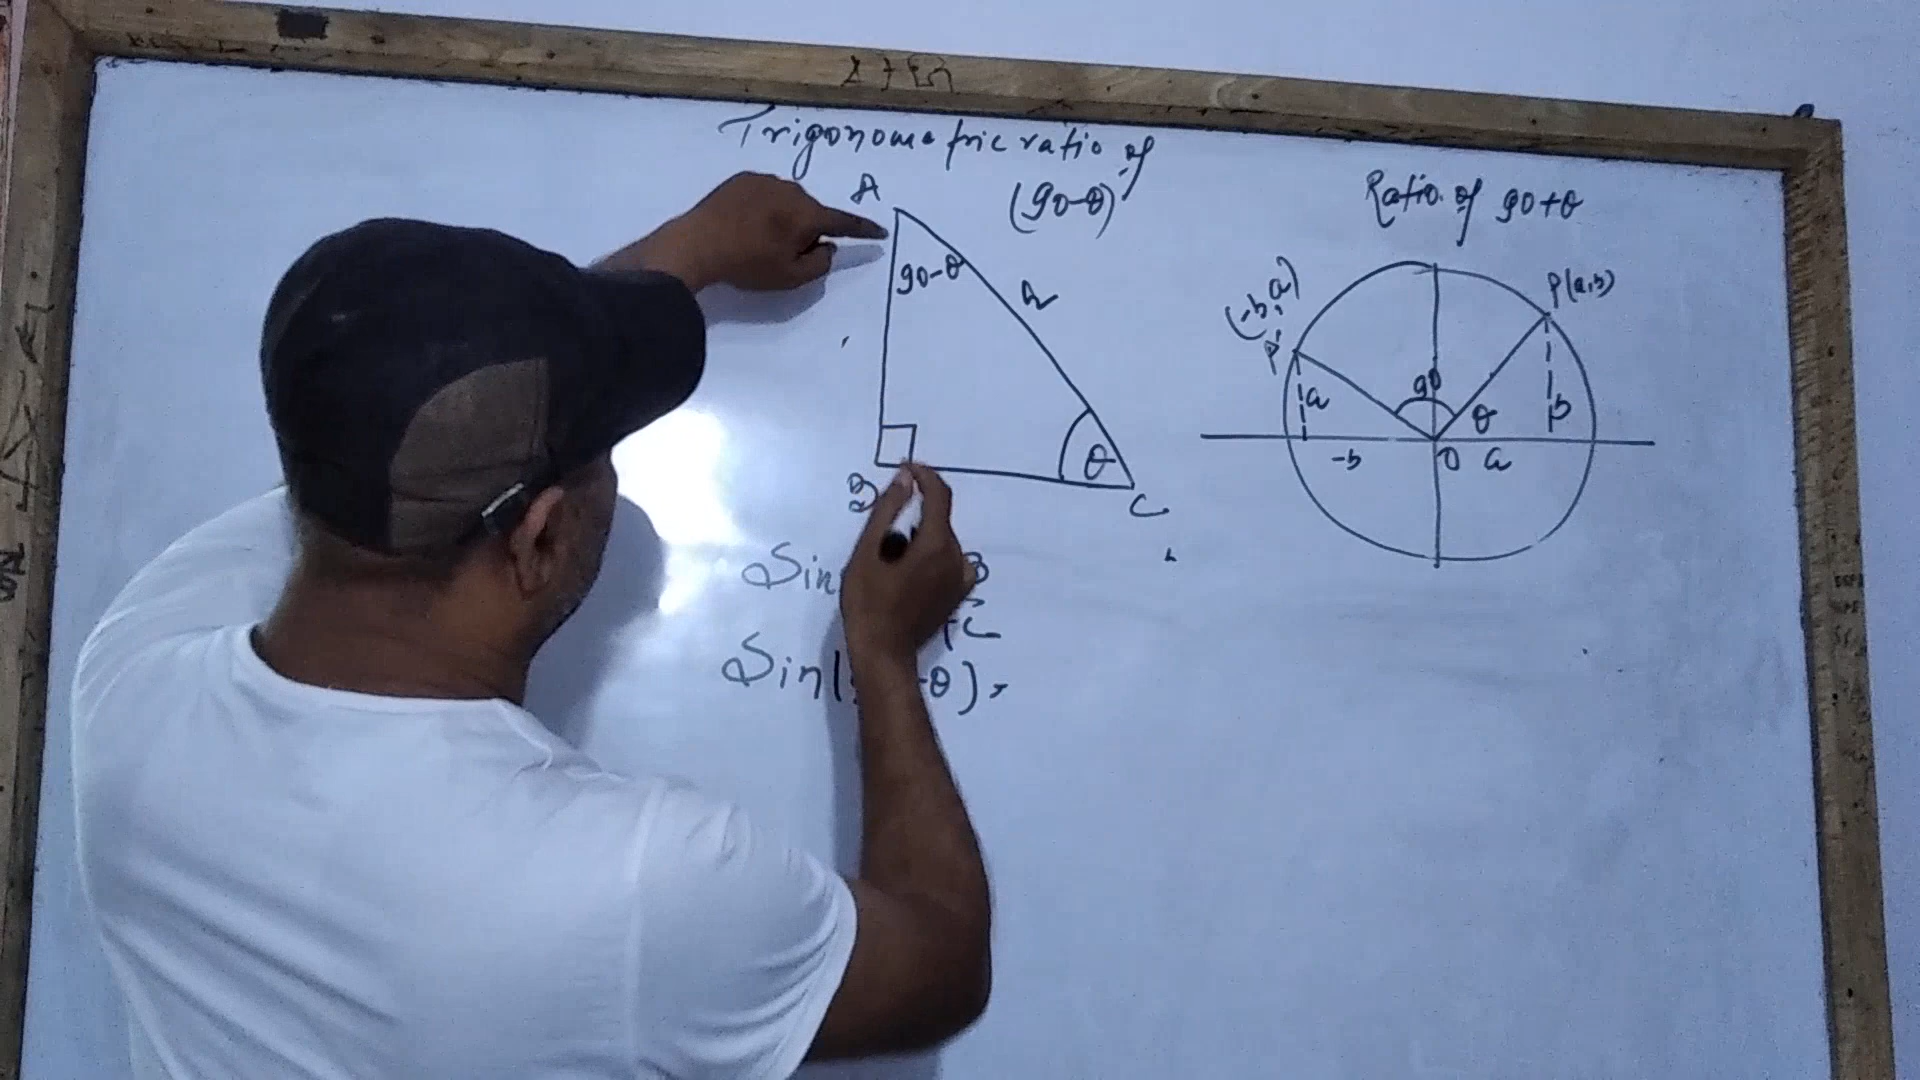 Trigonometric ratio of
(90-θ)
A
90-θ
a
B
θ
C
Sin
B
C
Sin(
-θ) =
Ratio of 90+θ
(-b, a)
P'
P(a,b)
90
a
θ
b
-b
O
a